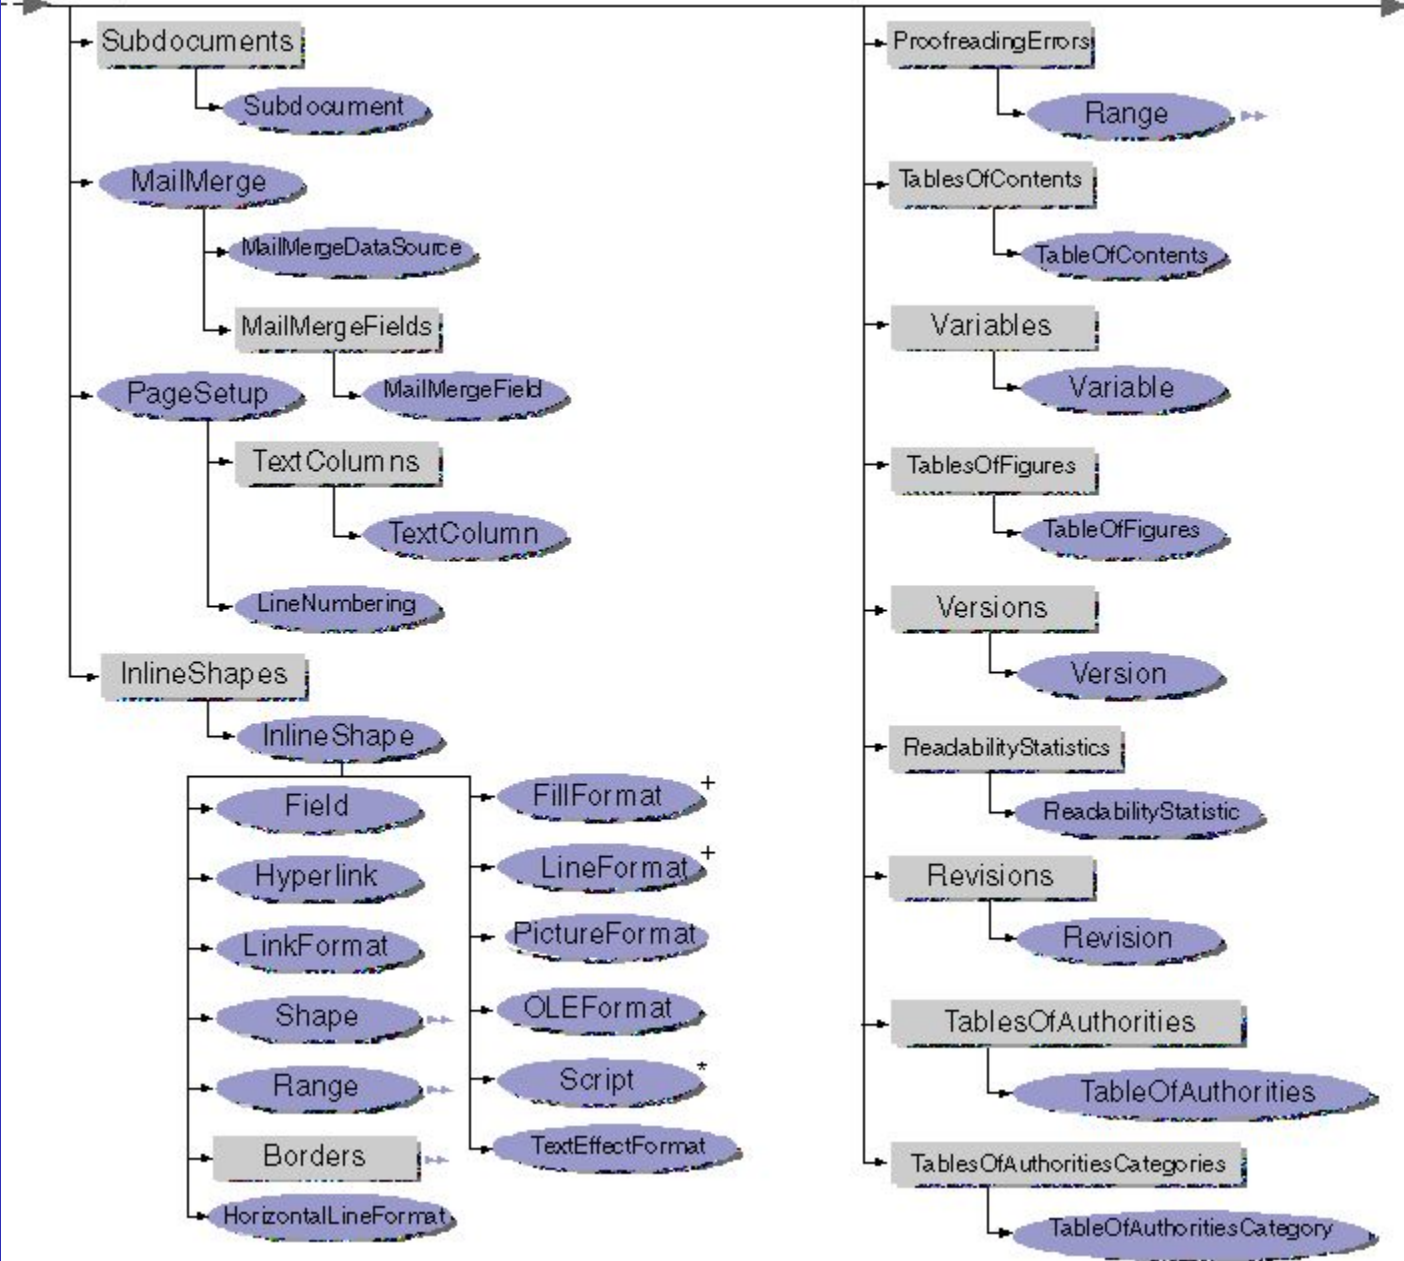 Subdocuments
Subdocument
MailMerge
MailMergeDataSource
MailMergeFields
MailMergeField
PageSetup
TextColumns
TextColumn
LineNumbering
InlineShapes
InlineShape
Field
Hyperlink
LinkFormat
Shape
Range
Borders
HorizontalLineFormat
FillFormat +
LineFormat +
PictureFormat
OLEFormat
Script *
TextEffectFormat
ProofreadingErrors
Range
TablesOfContents
TableOfContents
Variables
Variable
TablesOfFigures
TableOfFigures
Versions
Version
ReadabilityStatistics
ReadabilityStatistic
Revisions
Revision
TablesOfAuthorities
TableOfAuthorities
TablesOfAuthoritiesCategories
TableOfAuthoritiesCategory